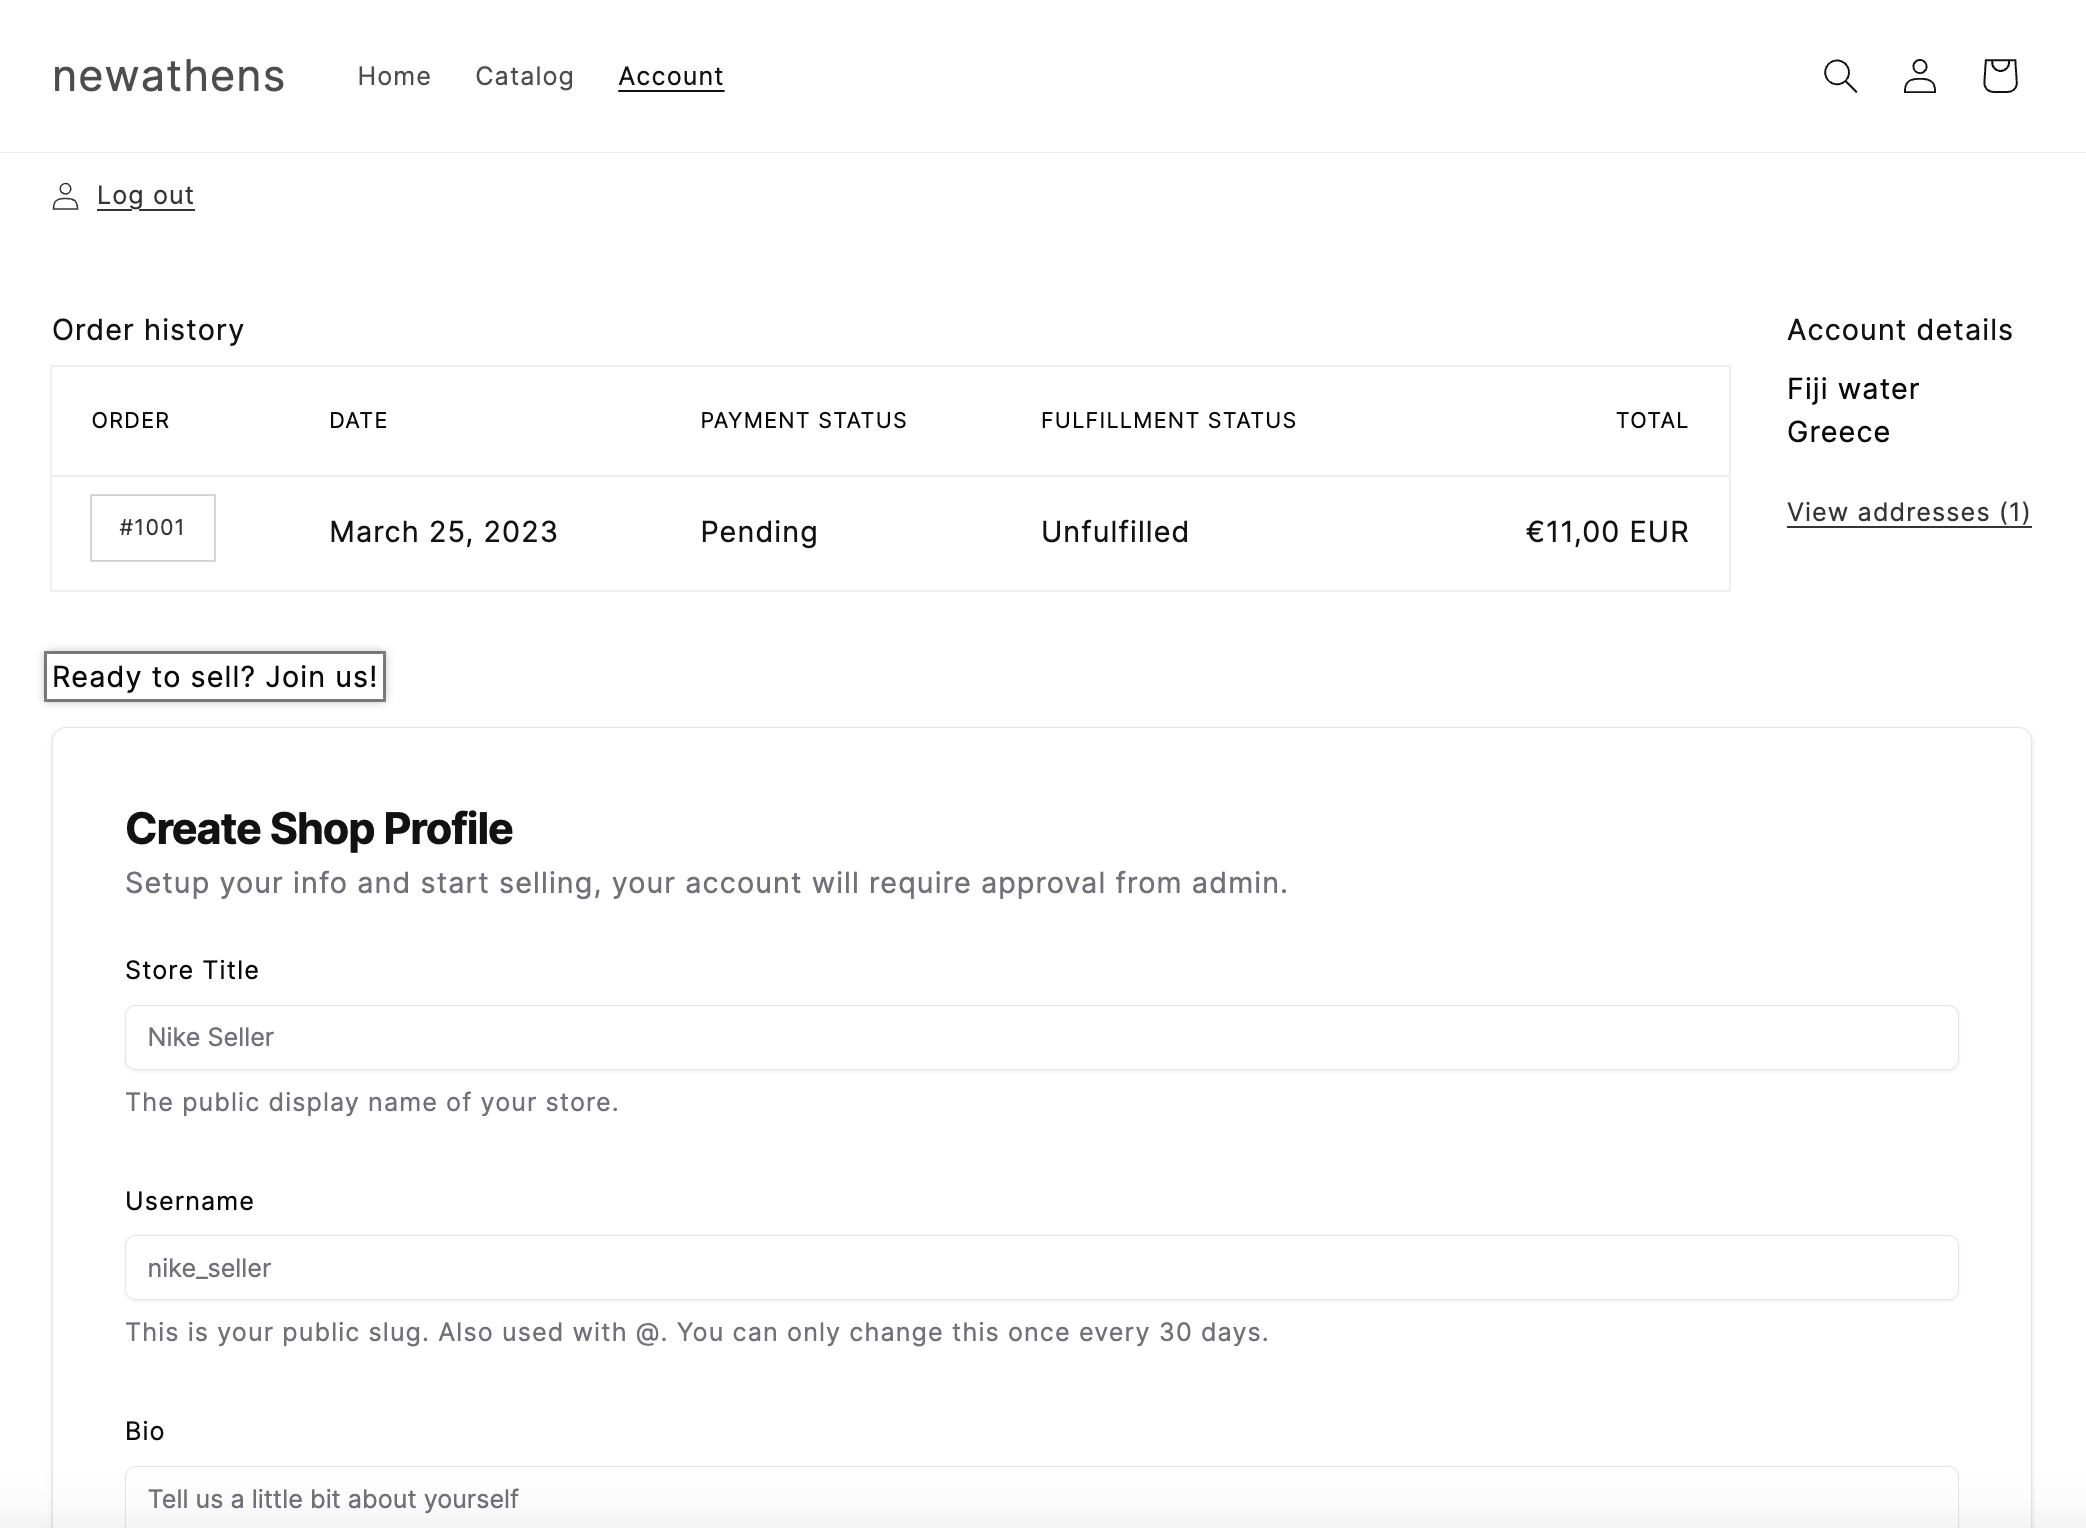 newathens Home Catalog Account
Log out
Order history
ORDER DATE PAYMENT STATUS FULFILLMENT STATUS TOTAL
#1001 March 25, 2023 Pending Unfulfilled €11,00 EUR
Account details
Fiji water
Greece
View addresses (1)
Ready to sell? Join us!
Create Shop Profile
Setup your info and start selling, your account will require approval from admin.
Store Title
Nike Seller
The public display name of your store.
Username
nike_seller
This is your public slug. Also used with @. You can only change this once every 30 days.
Bio
Tell us a little bit about yourself